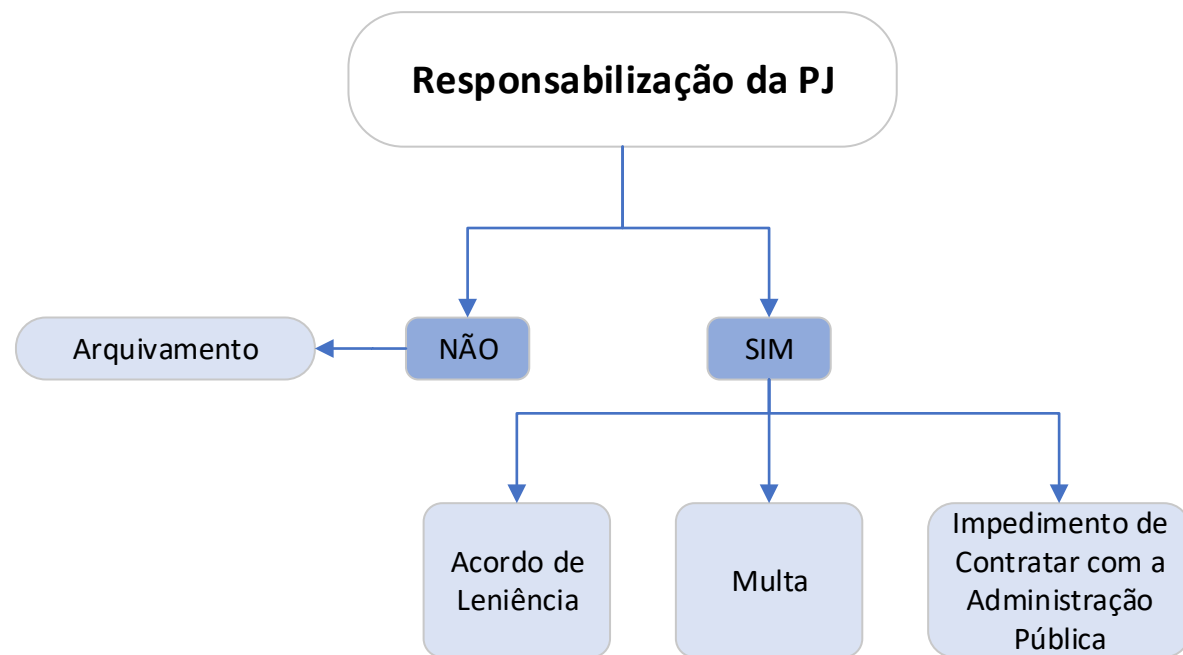 Responsabilização da PJ
Arquivamento
NÃO
SIM
Acordo de
Leniência
Multa
Impedimento de
Contratar com a
Administração
Pública